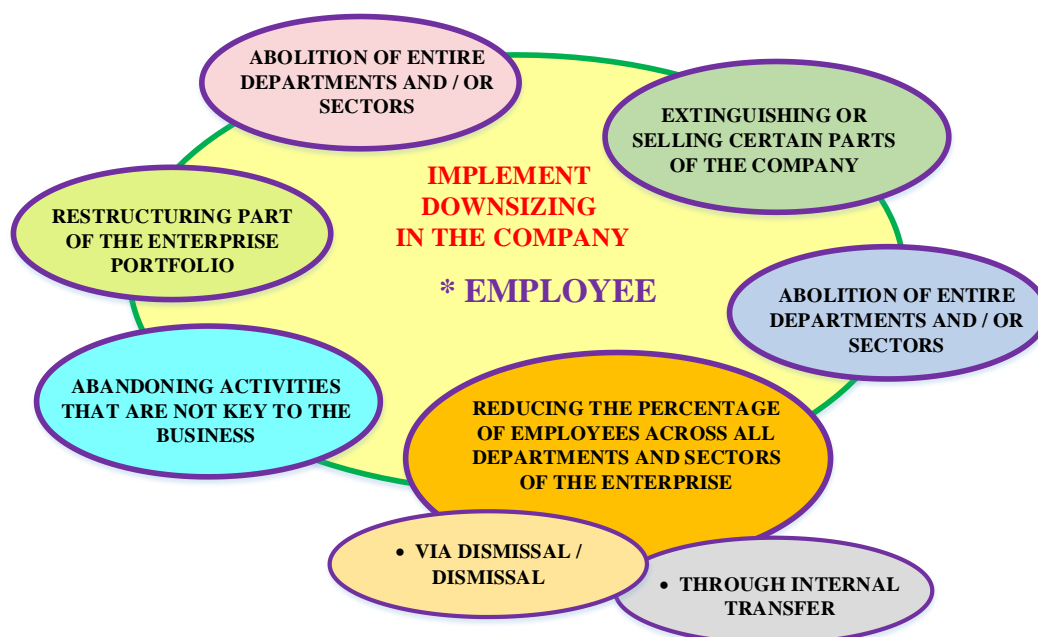 ABOLITION OF ENTIRE
DEPARTMENTS AND / OR
SECTORS
EXTINGUISHING OR
SELLING CERTAIN PARTS
OF THE COMPANY
IMPLEMENT
DOWNSIZING
IN THE COMPANY
* EMPLOYEE
RESTRUCTURING PART
OF THE ENTERPRISE
PORTFOLIO
ABOLITION OF ENTIRE
DEPARTMENTS AND / OR
SECTORS
ABANDONING ACTIVITIES
THAT ARE NOT KEY TO THE
BUSINESS
REDUCING THE PERCENTAGE
OF EMPLOYEES ACROSS ALL
DEPARTMENTS AND SECTORS
OF THE ENTERPRISE
• VIA DISMISSAL /
DISMISSAL
• THROUGH INTERNAL
TRANSFER